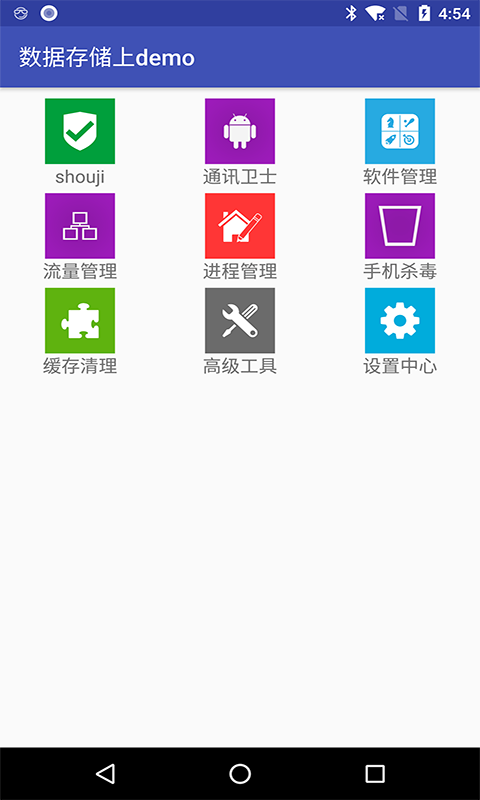 4:54
数据存储上demo
shouji
通讯卫士
软件管理
流量管理
进程管理
手机杀毒
缓存清理
高级工具
设置中心